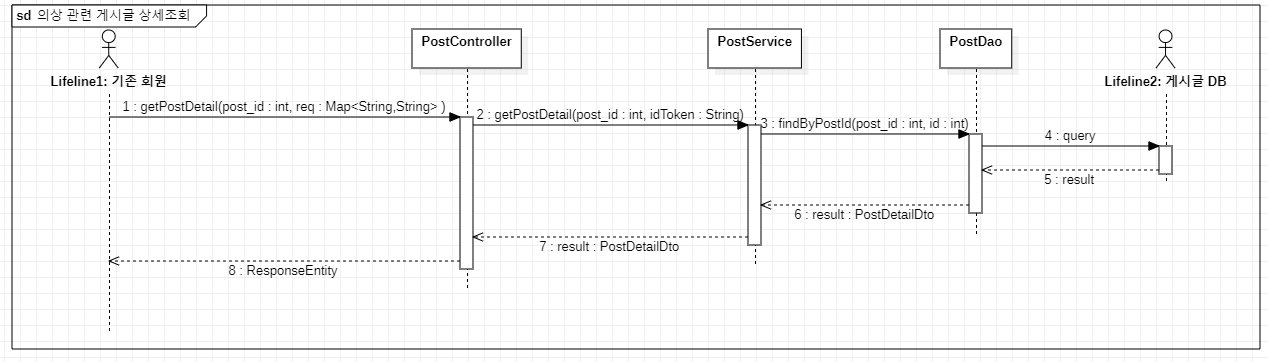 sd 의상 관련 게시글 상세조회
PostController
PostService
PostDao
Lifeline1: 기존 회원
Lifeline2: 게시글 DB
1 : getPostDetail(post_id : int, req : Map<String,String> )
2 : getPostDetail(post_id : int, idToken : String)
3 : findByPostId(post_id : int, id : int)
4 : query
5 : result
6 : result : PostDetailDto
7 : result : PostDetailDto
8 : ResponseEntity